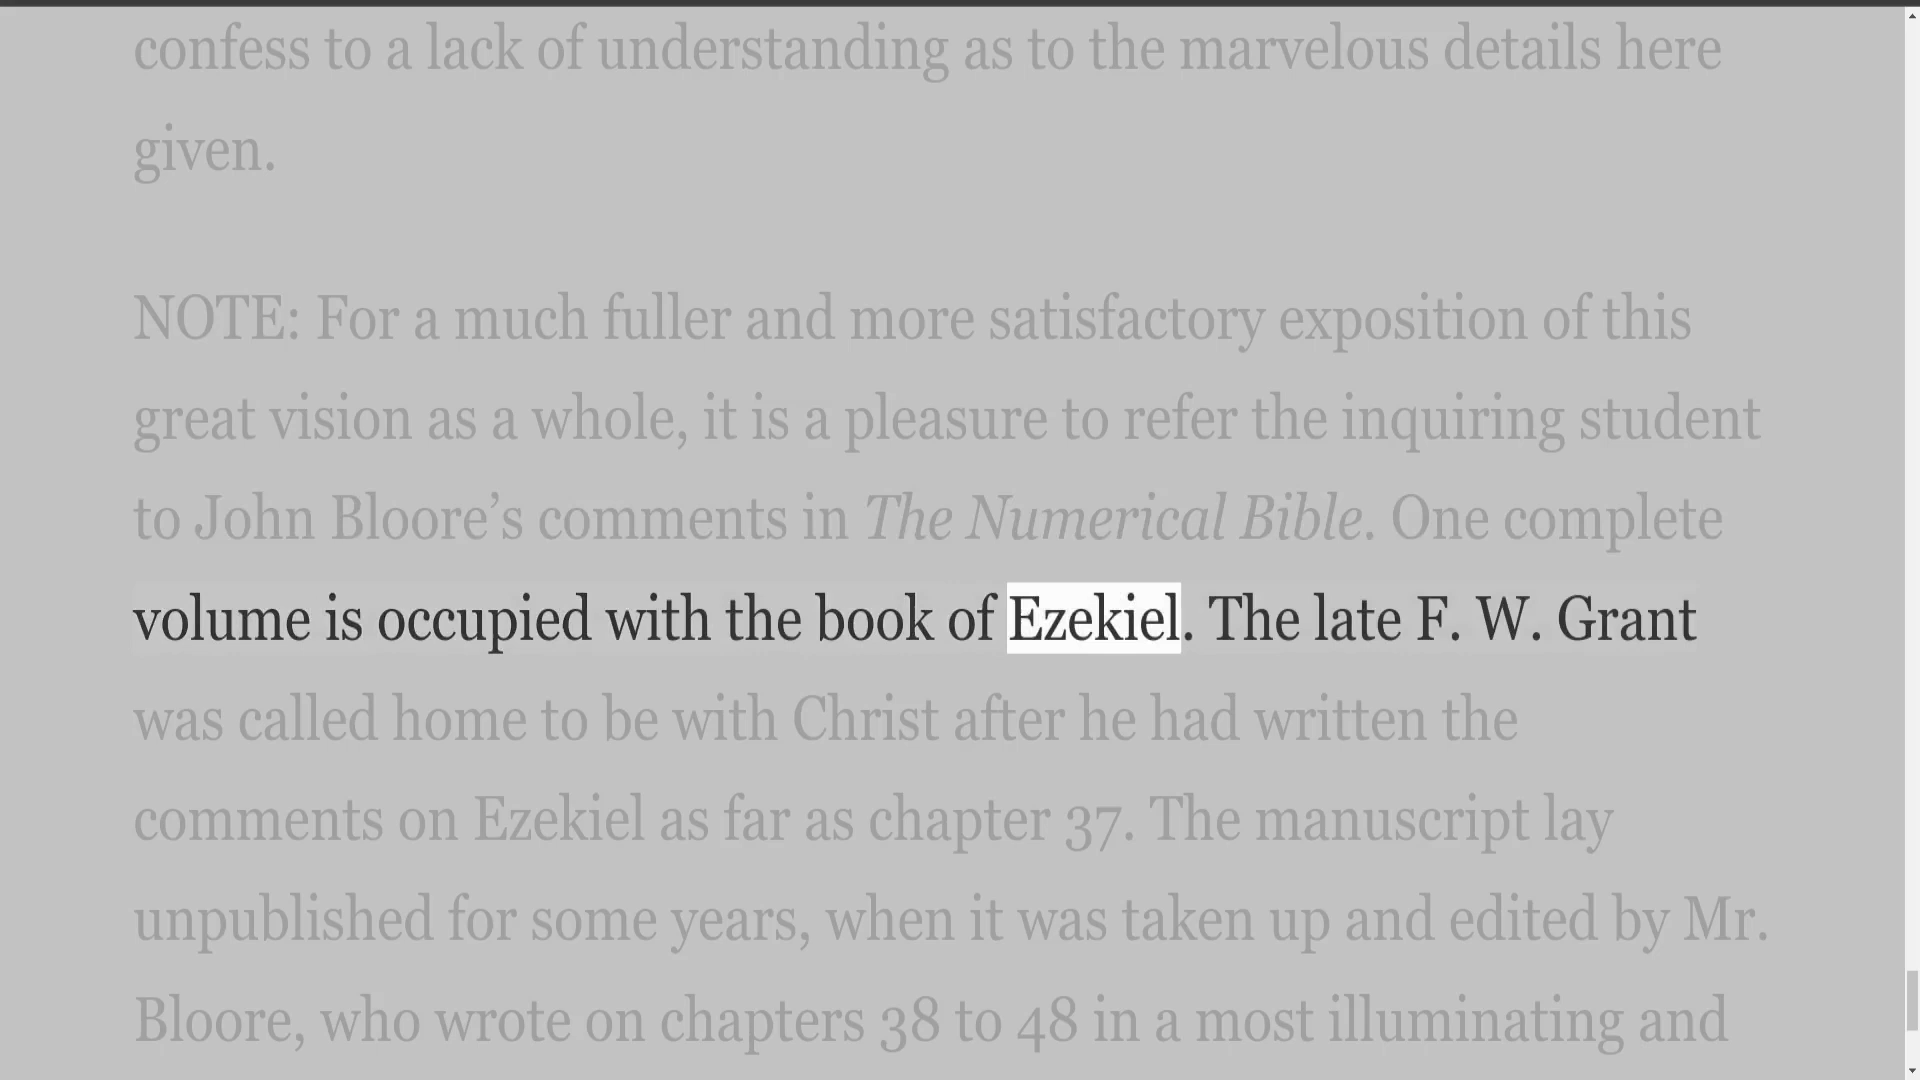 confess to a lack of understanding as to the marvelous details here
given.
NOTE: For a much fuller and more satisfactory exposition of this
great vision as a whole, it is a pleasure to refer the inquiring student
to John Bloore’s comments in The Numerical Bible. One complete
volume is occupied with the book of Ezekiel. The late F. W. Grant
was called home to be with Christ after he had written the
comments on Ezekiel as far as chapter 37. The manuscript lay
unpublished for some years, when it was taken up and edited by Mr.
Bloore, who wrote on chapters 38 to 48 in a most illuminating and